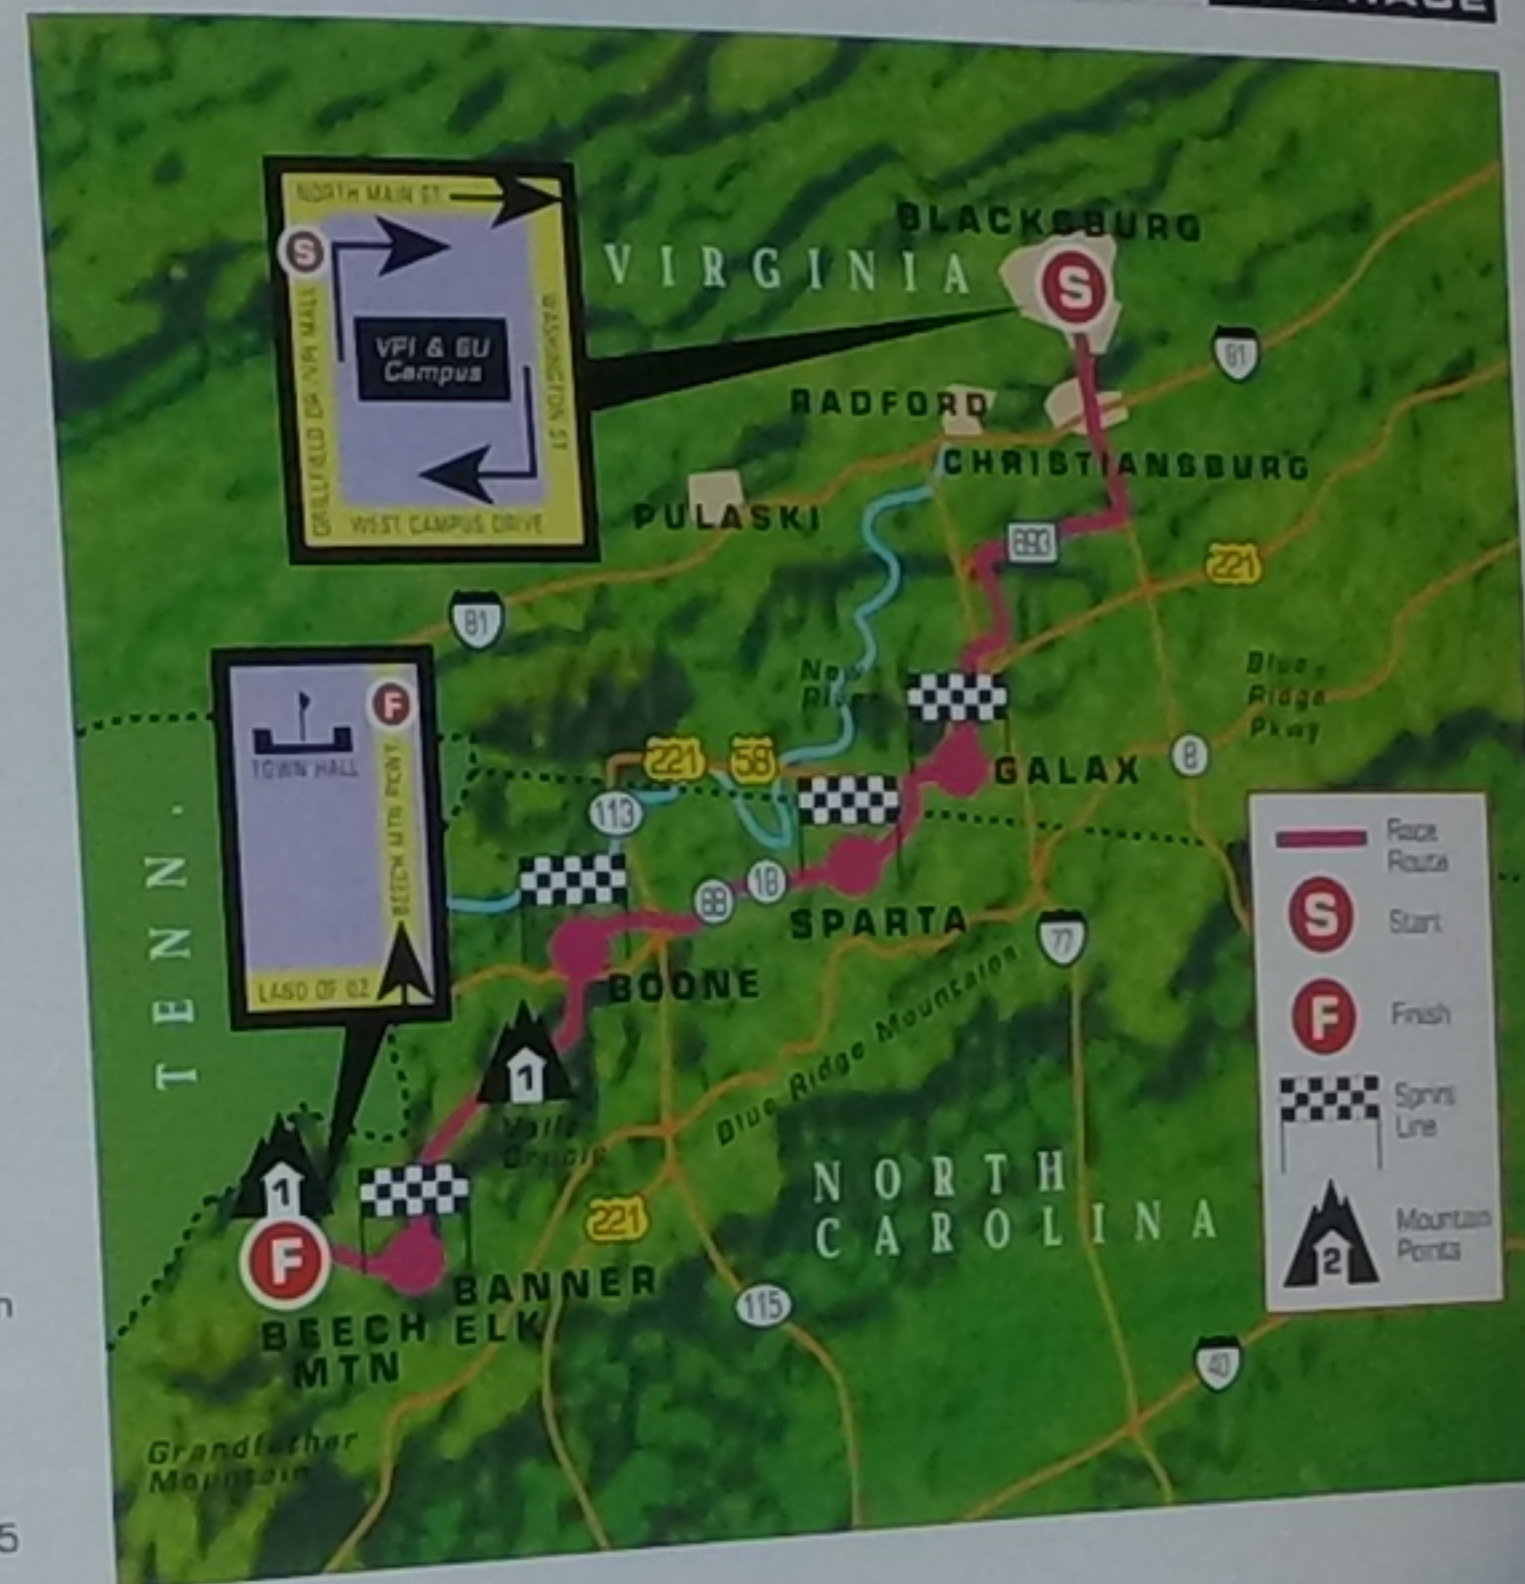 NORTH MAIN ST
S
DRILLFIELD DR
WASHINGTON ST
VPI & SU
Campus
WEST CAMPUS DRIVE
VIRGINIA
BLACKSBURG
S
81
RADFORD
CHRISTIANSBURG
PULASKI
693
221
81
New
River
Blue
Ridge
Pkwy
F
TOWN HALL
BEECH MTN PKWY
LAND OF OZ
TENN.
221
58
GALAX
8
113
88
18
SPARTA
77
BOONE
Blue Ridge Mountains
1
Valle
Crucis
1
F
BANNER
ELK
BEECH
MTN
221
115
NORTH
CAROLINA
40
Grandfather
Mountain
Race
Route
S
Start
F
Finish
Sprint
Line
2
Mountain
Points
5